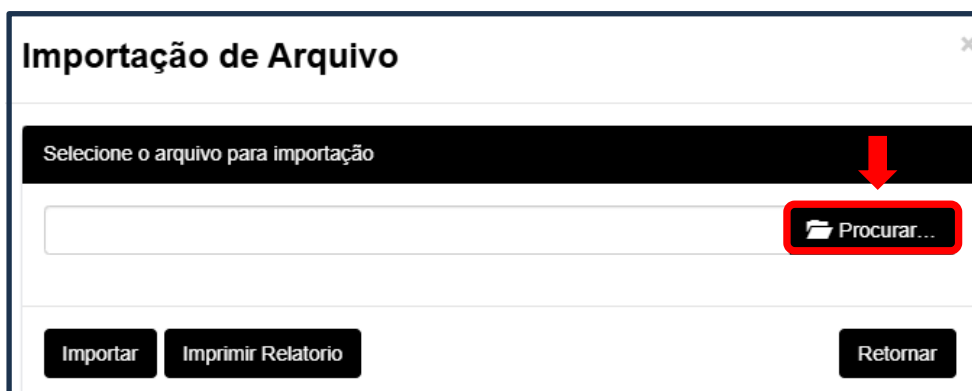 Importação de Arquivo
Selecione o arquivo para importação
Procurar...
Importar Imprimir Relatorio Retornar